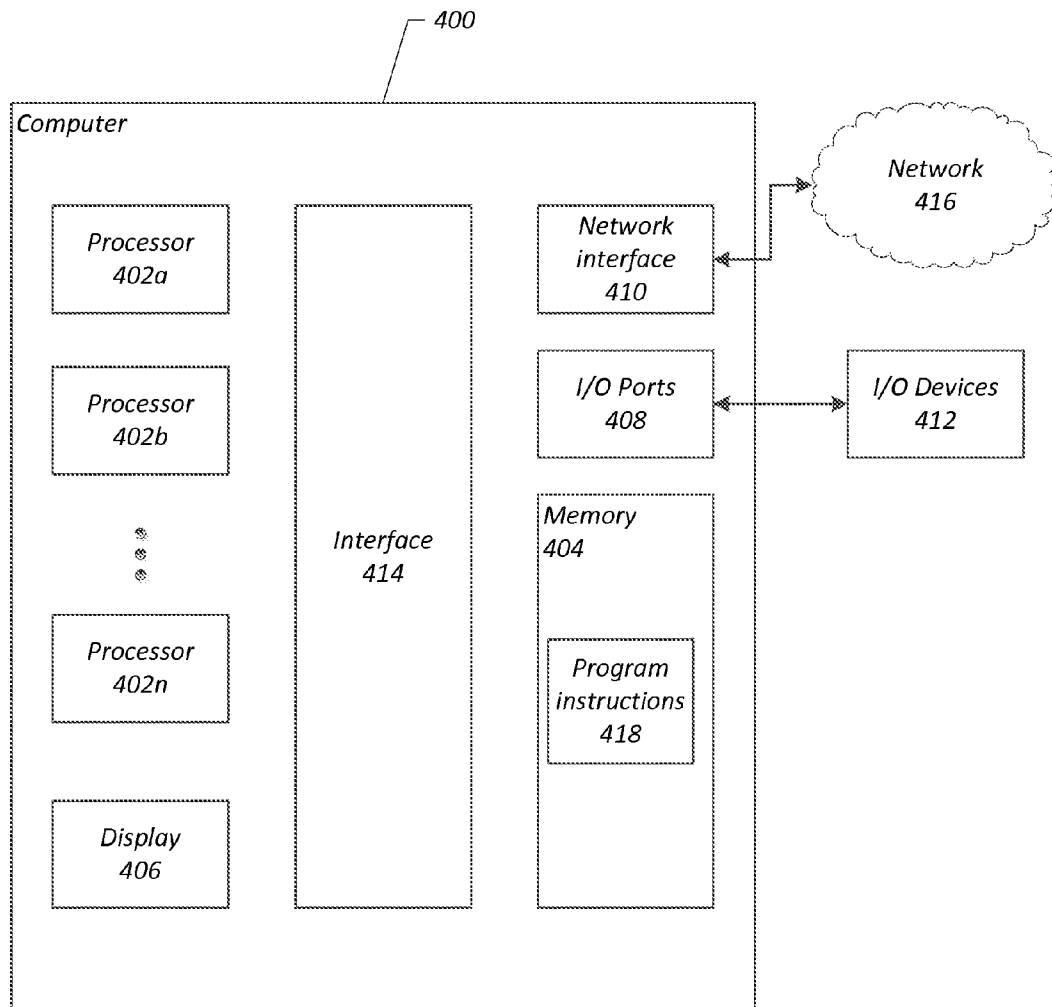 400
Computer
Network
416
Processor
402a
Network
interface
410
Processor
402b
I/O Ports
408
I/O Devices
412
Interface
414
Memory
404
Processor
402n
Program
instructions
418
Display
406